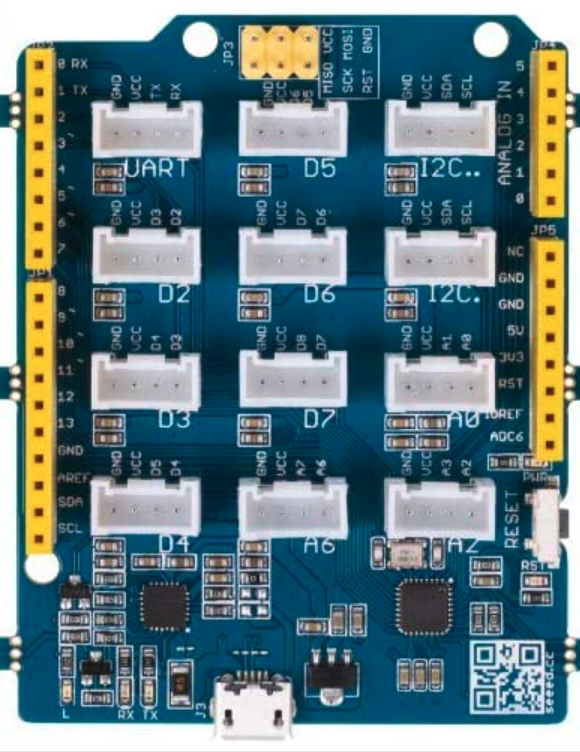 JP2
JP3
MISO VCC
SCK MOSI
RST GND
JP4
0 RX
1 TX
2
3~
4
5~
6~
7
JP1
8
9~
10~
11~
12
13
GND
AREF
SDA
SCL
GND VCC TX RX
UART
GND VCC D6 D5
D5
GND VCC SDA SCL
I2C..
ANALOG IN
5
4
3
2
1
0
GND VCC D3 D2
D2
GND VCC D7 D6
D6
GND VCC SDA SCL
I2C.
JP5
NC
GND
GND
5V
3V3
RST
IOREF
ADC6
GND VCC D4 D3
D3
GND VCC D8 D7
D7
GND VCC A1 A0
A0
GND VCC D5 D4
D4
GND VCC A7 A6
A6
GND VCC A3 A2
A2
PWR
RESET
RST
L
RX TX
J3
seeed.cc